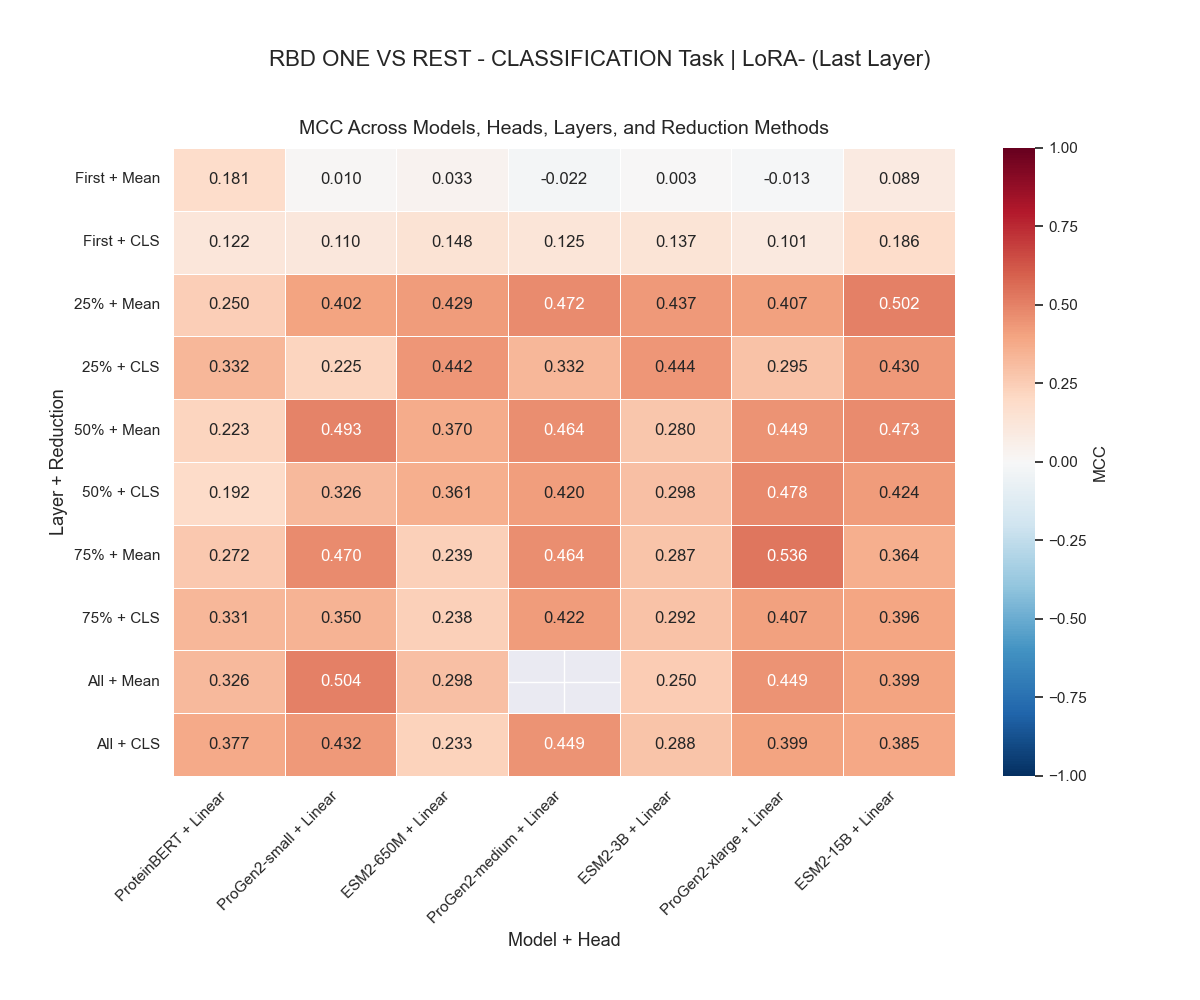 RBD ONE VS REST - CLASSIFICATION Task | LoRA- (Last Layer)
MCC Across Models, Heads, Layers, and Reduction Methods
Layer + Reduction
First + Mean 0.181 0.010 0.033 -0.022 0.003 -0.013 0.089
First + CLS 0.122 0.110 0.148 0.125 0.137 0.101 0.186
25% + Mean 0.250 0.402 0.429 0.472 0.437 0.407 0.502
25% + CLS 0.332 0.225 0.442 0.332 0.444 0.295 0.430
50% + Mean 0.223 0.493 0.370 0.464 0.280 0.449 0.473
50% + CLS 0.192 0.326 0.361 0.420 0.298 0.478 0.424
75% + Mean 0.272 0.470 0.239 0.464 0.287 0.536 0.364
75% + CLS 0.331 0.350 0.238 0.422 0.292 0.407 0.396
All + Mean 0.326 0.504 0.298 0.250 0.449 0.399
All + CLS 0.377 0.432 0.233 0.449 0.288 0.399 0.385
ProteinBERT + Linear
ProGen2-small + Linear
ESM2-650M + Linear
ProGen2-medium + Linear
ESM2-3B + Linear
ProGen2-xlarge + Linear
ESM2-15B + Linear
Model + Head
1.00
0.75
0.50
0.25
0.00
−0.25
−0.50
−0.75
−1.00
MCC